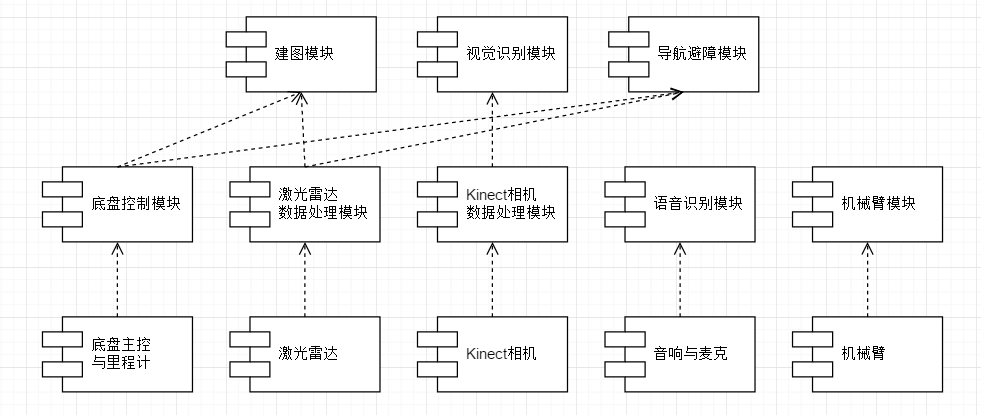 建图模块
视觉识别模块
导航避障模块
底盘控制模块
激光雷达
数据处理模块
Kinect相机
数据处理模块
语音识别模块
机械臂模块
底盘主控
与里程计
激光雷达
Kinect相机
音响与麦克
机械臂